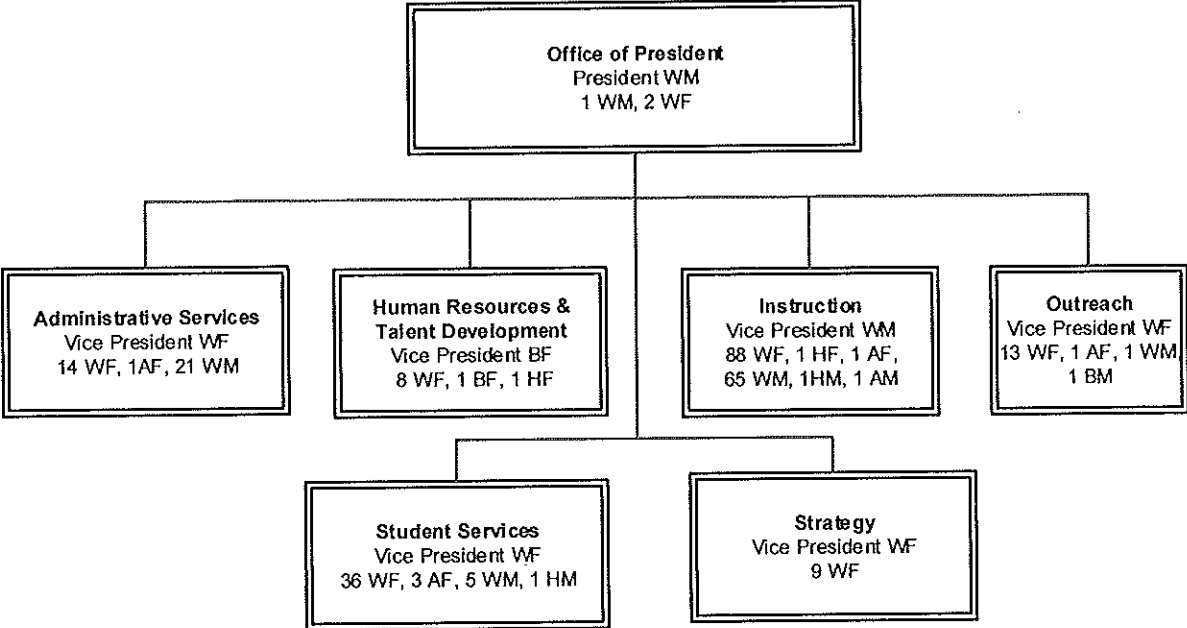 Office of President
President WM
1 WM, 2 WF
Administrative Services
Vice President WF
14 WF, 1AF, 21 WM
Human Resources &
Talent Development
Vice President BF
8 WF, 1 BF, 1 HF
Instruction
Vice President WM
88 WF, 1 HF, 1 AF,
65 WM, 1HM, 1 AM
Outreach
Vice President WF
13 WF, 1 AF, 1 WM,
1 BM
Student Services
Vice President WF
36 WF, 3 AF, 5 WM, 1 HM
Strategy
Vice President WF
9 WF